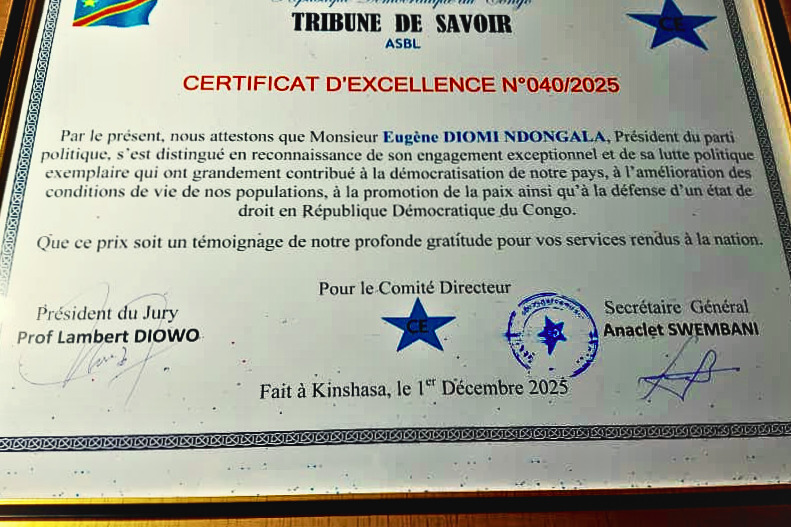 République Démocratique du Congo
TRIBUNE DE SAVOIR
CE
ASBL
CERTIFICAT D'EXCELLENCE N°040/2025
Par le présent, nous attestons que Monsieur Eugène DIOMI NDONGALA, Président du parti
politique, s'est distingué en reconnaissance de son engagement exceptionnel et de sa lutte politique
exemplaire qui ont grandement contribué à la démocratisation de notre pays, à l'amélioration des
conditions de vie de nos populations, à la promotion de la paix ainsi qu'à la défense d'un état de
droit en République Démocratique du Congo.
Que ce prix soit un témoignage de notre profonde gratitude pour vos services rendus à la nation.
Pour le Comité Directeur
Président du Jury
Prof Lambert DIOWO
CE
Secrétaire Général
Anaclet SWEMBANI
Fait à Kinshasa, le 1er Décembre 2025